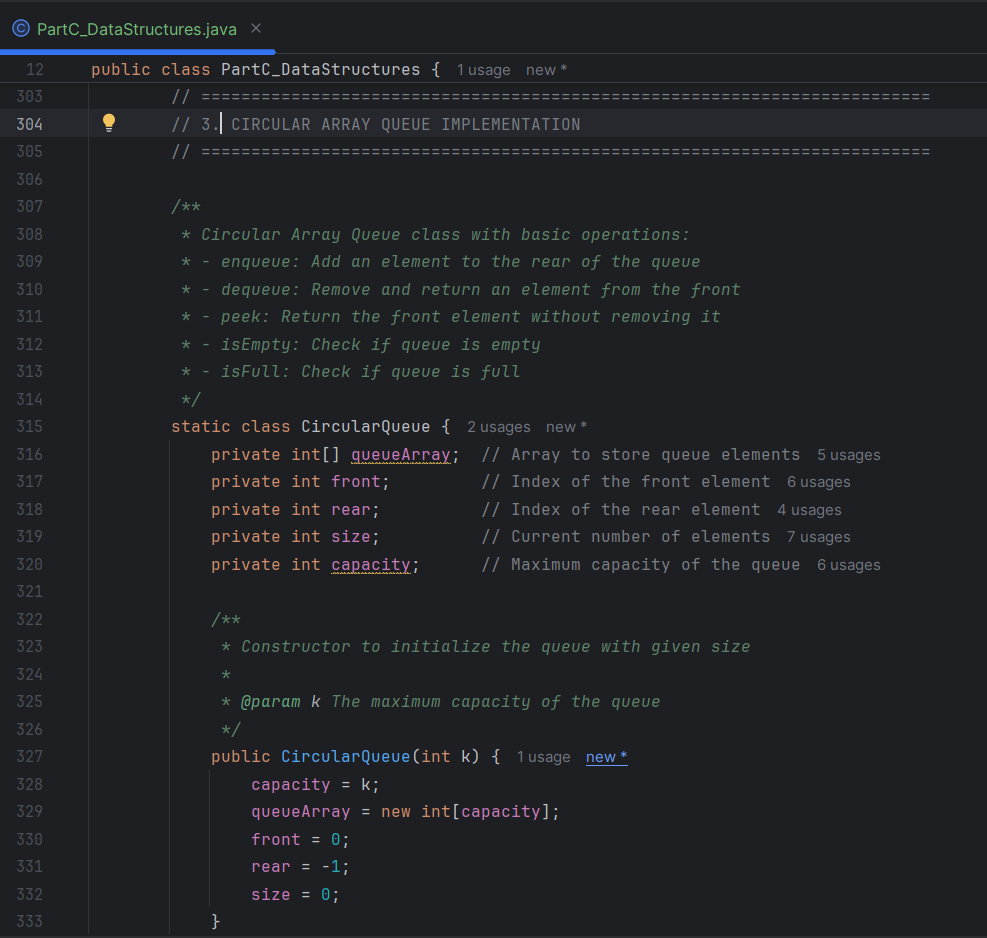 PartC_DataStructures.java
12 public class PartC_DataStructures { 1 usage new *
303 // =========================================================================
304 // 3. CIRCULAR ARRAY QUEUE IMPLEMENTATION
305 // =========================================================================
306
307 /**
308 * Circular Array Queue class with basic operations:
309 * - enqueue: Add an element to the rear of the queue
310 * - dequeue: Remove and return an element from the front
311 * - peek: Return the front element without removing it
312 * - isEmpty: Check if queue is empty
313 * - isFull: Check if queue is full
314 */
315 static class CircularQueue { 2 usages new *
316 private int[] queueArray; // Array to store queue elements 5 usages
317 private int front; // Index of the front element 6 usages
318 private int rear; // Index of the rear element 4 usages
319 private int size; // Current number of elements 7 usages
320 private int capacity; // Maximum capacity of the queue 6 usages
321
322 /**
323 * Constructor to initialize the queue with given size
324 *
325 * @param k The maximum capacity of the queue
326 */
327 public CircularQueue(int k) { 1 usage new *
328 capacity = k;
329 queueArray = new int[capacity];
330 front = 0;
331 rear = -1;
332 size = 0;
333 }